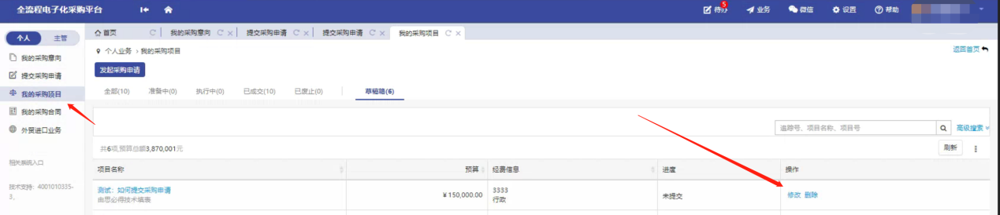 全流程电子化采购平台 待办 5 业务 微信 设置 帮助
个人 主管 首页 我的采购意向 提交采购申请 提交采购申请 我的采购项目
个人业务 > 我的采购项目 返回首页
我的采购意向
发起采购申请
提交采购申请
我的采购项目
全部(10) 准备中(0) 执行中(0) 已成交(10) 已废止(0) 草稿箱(6)
我的采购合同
外贸进口业务
追踪号、项目名称、项目号 高级搜索
共6项,预算总额3,870,001元 刷新
相关系统入口
项目名称 预算 经费信息 进度 操作
技术支持：4001010335-
3，
测试：如何提交采购申请 ¥150,000.00 3333 未提交 修改 删除
由思必得技术填表 行政